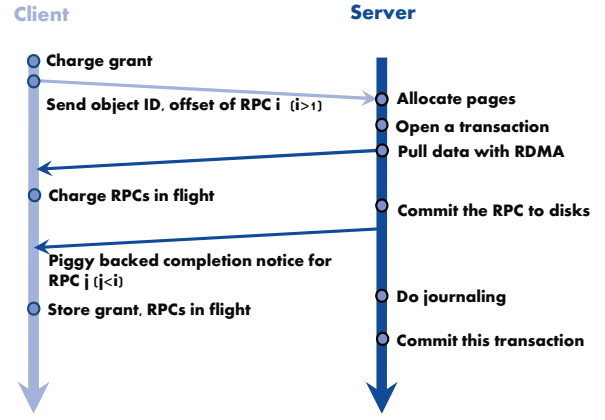 Client
Server
Charge grant
Send object ID, offset of RPC i (i>1)
Allocate pages
Open a transaction
Pull data with RDMA
Charge RPCs in flight
Commit the RPC to disks
Piggy backed completion notice for
RPC j (j<i)
Do journaling
Store grant, RPCs in flight
Commit this transaction